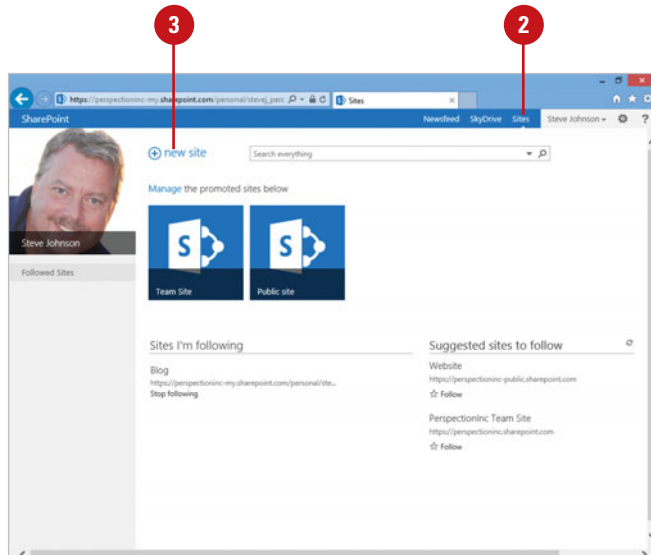 3
2
https://perspectioninc-my.sharepoint.com/personal/stevej_pers
Sites
SharePoint
Newsfeed SkyDrive Sites Steve Johnson
?
new site
Search everything
Manage the promoted sites below
S
S
Steve Johnson
Team Site
Public site
Followed Sites
Sites I'm following
Suggested sites to follow
Blog
https://perspectioninc-my.sharepoint.com/personal/ste...
Stop following
Website
https://perspectioninc-public.sharepoint.com
Follow
PerspectionInc Team Site
https://perspectioninc.sharepoint.com
Follow